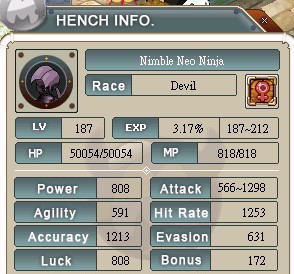 HENCH INFO.
Nimble Neo Ninja
Race Devil
LV 187 EXP 3.17% 187~212
HP 50054/50054 MP 818/818
Power 808 Attack 566~1298
Agility 591 Hit Rate 1253
Accuracy 1213 Evasion 631
Luck 808 Bonus 172